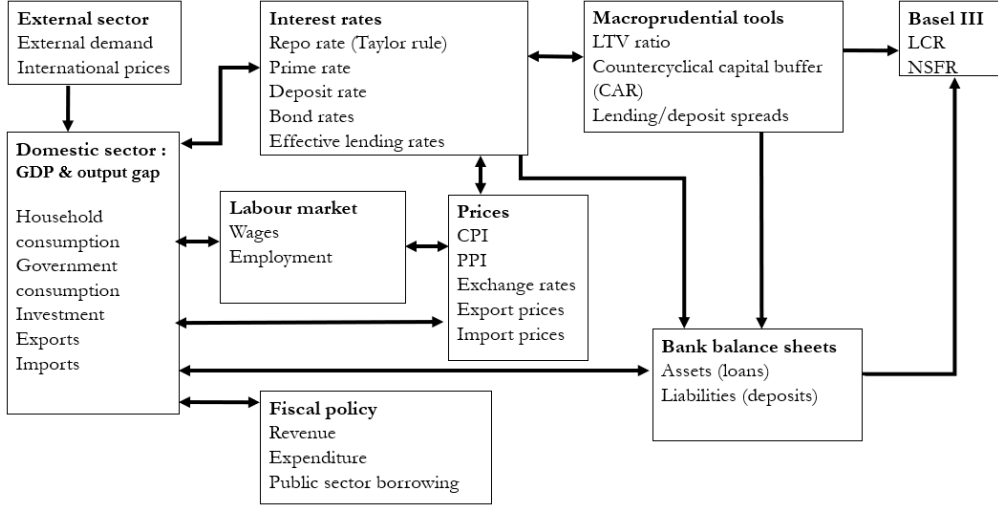 External sector
External demand
International prices
Interest rates
Repo rate (Taylor rule)
Prime rate
Deposit rate
Bond rates
Effective lending rates
Macroprudential tools
LTV ratio
Countercyclical capital buffer
(CAR)
Lending/deposit spreads
Basel III
LCR
NSFR
Domestic sector :
GDP & output gap
Household
consumption
Government
consumption
Investment
Exports
Imports
Labour market
Wages
Employment
Prices
CPI
PPI
Exchange rates
Export prices
Import prices
Bank balance sheets
Assets (loans)
Liabilities (deposits)
Fiscal policy
Revenue
Expenditure
Public sector borrowing